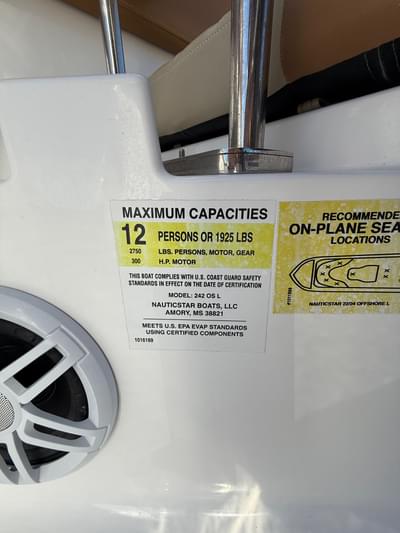 MAXIMUM CAPACITIES
12 PERSONS OR 1925 LBS
2750 LBS. PERSONS, MOTOR, GEAR
300 H.P. MOTOR
THIS BOAT COMPLIES WITH U.S. COAST GUARD SAFETY
STANDARDS IN EFFECT ON THE DATE OF CERTIFICATION
MODEL: 242 OS L
NAUTICSTAR BOATS, LLC
AMORY, MS 38821
MEETS U.S. EPA EVAP STANDARDS
USING CERTIFIED COMPONENTS
1016169
RECOMMENDE
ON-PLANE SEA
LOCATIONS
NAUTICSTAR 22/24 OFFSHORE L